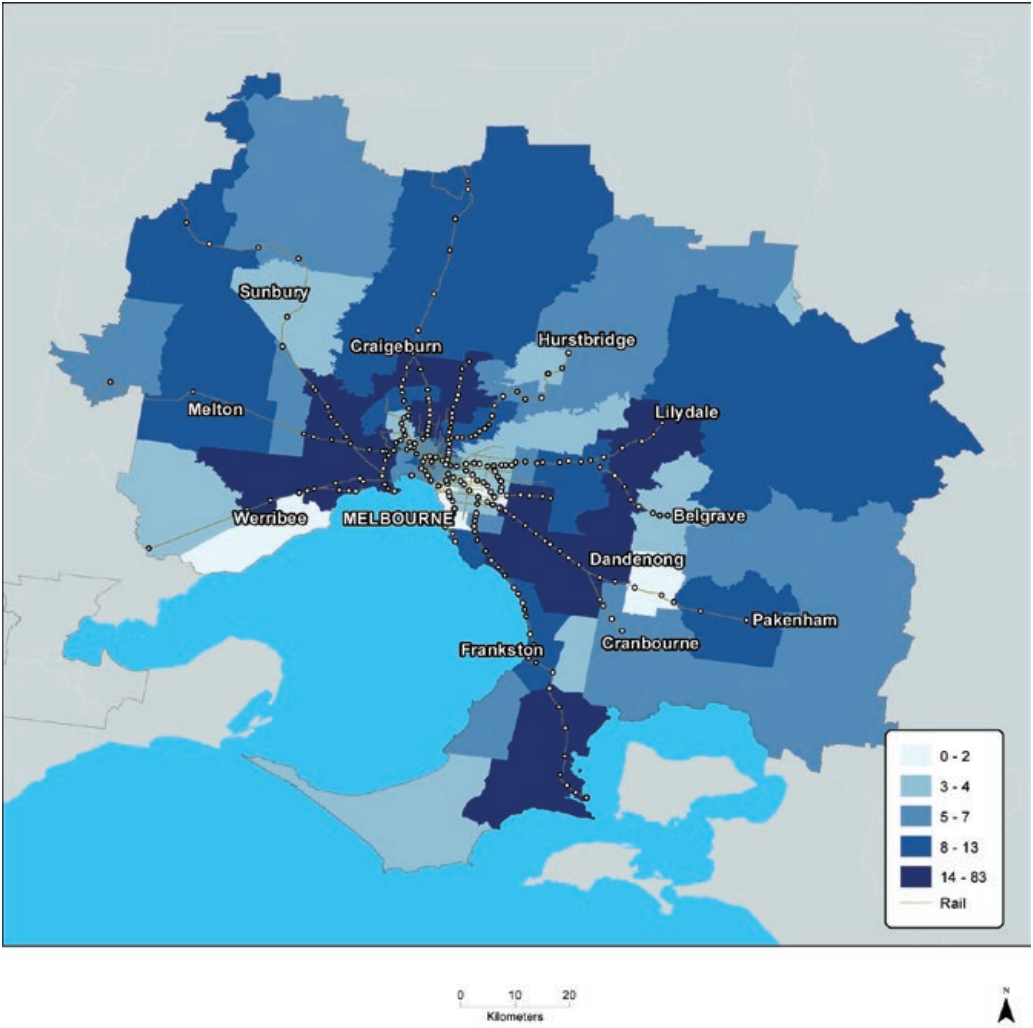 Sunbury
Craigeburn
Hurstbridge
Melton
Lilydale
Werribee
MELBOURNE
Belgrave
Dandenong
Pakenham
Cranbourne
Frankston
0 - 2
3 - 4
5 - 7
8 - 13
14 - 83
Rail
0 10 20
Kilometers
N